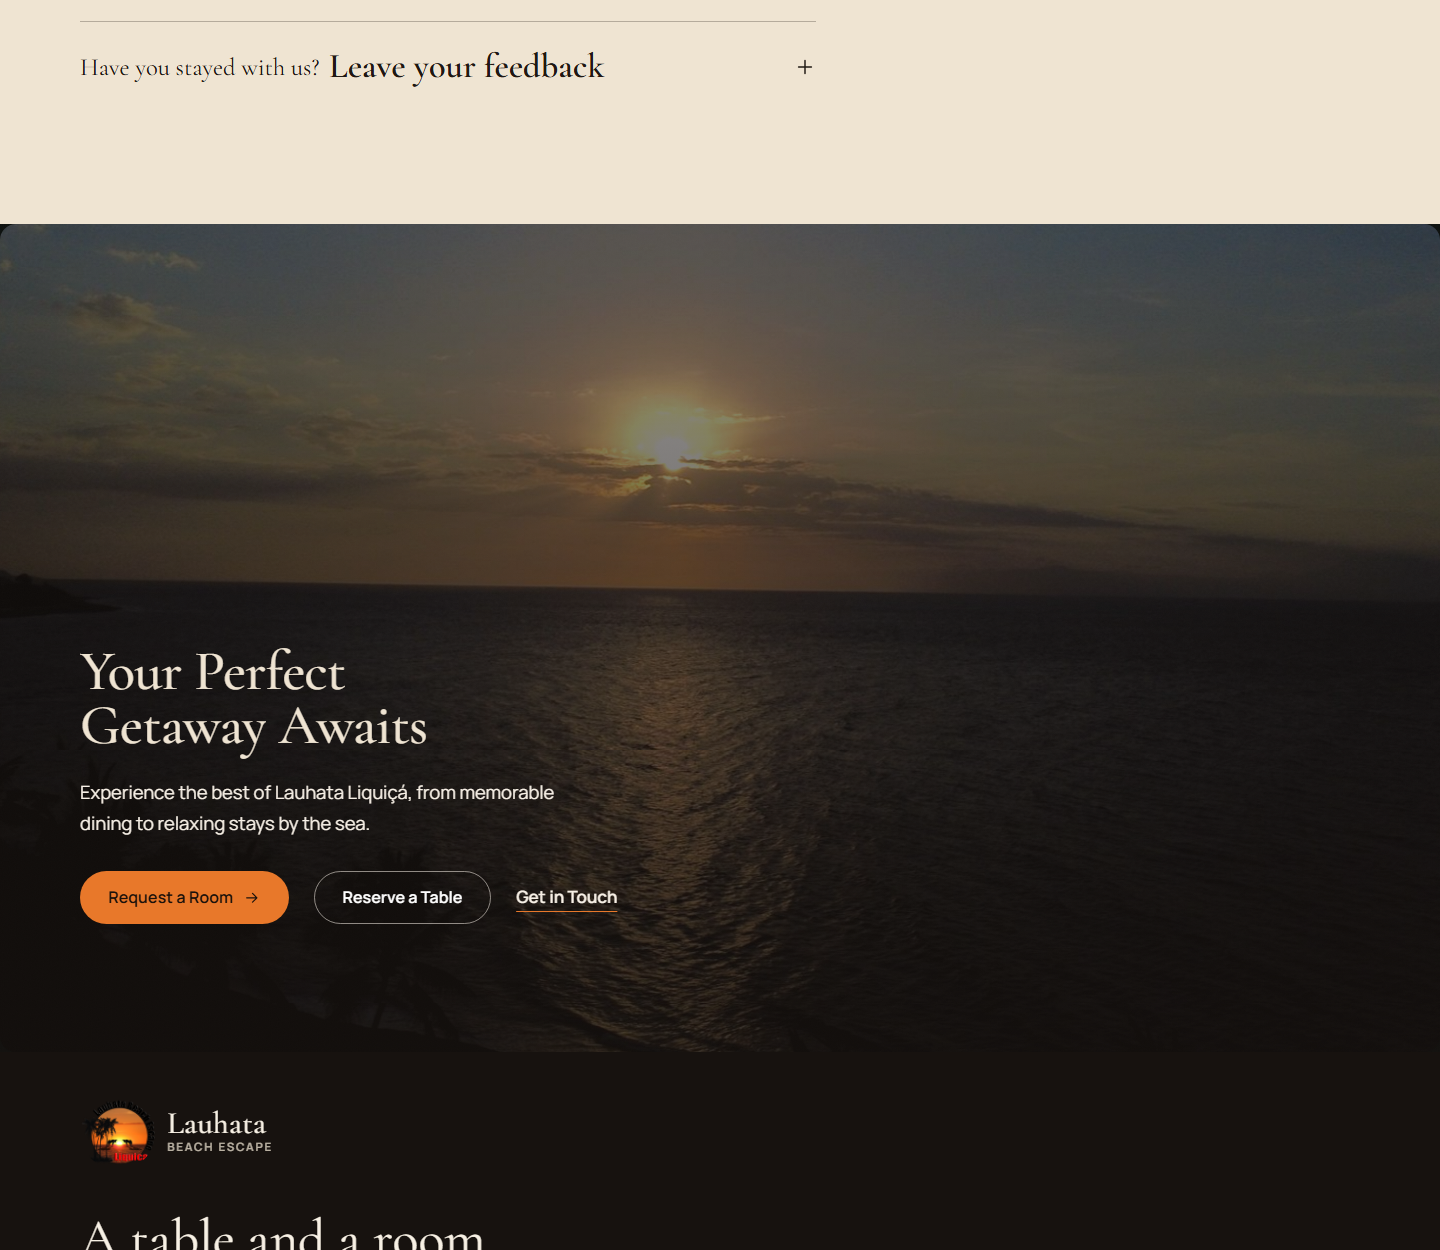 Have you stayed with us? Leave your feedback
Your Perfect
Getaway Awaits
Experience the best of Lauhata Liquiçá, from memorable
dining to relaxing stays by the sea.
Request a Room →
Reserve a Table
Get in Touch
Lauhata
BEACH ESCAPE
A table and a room